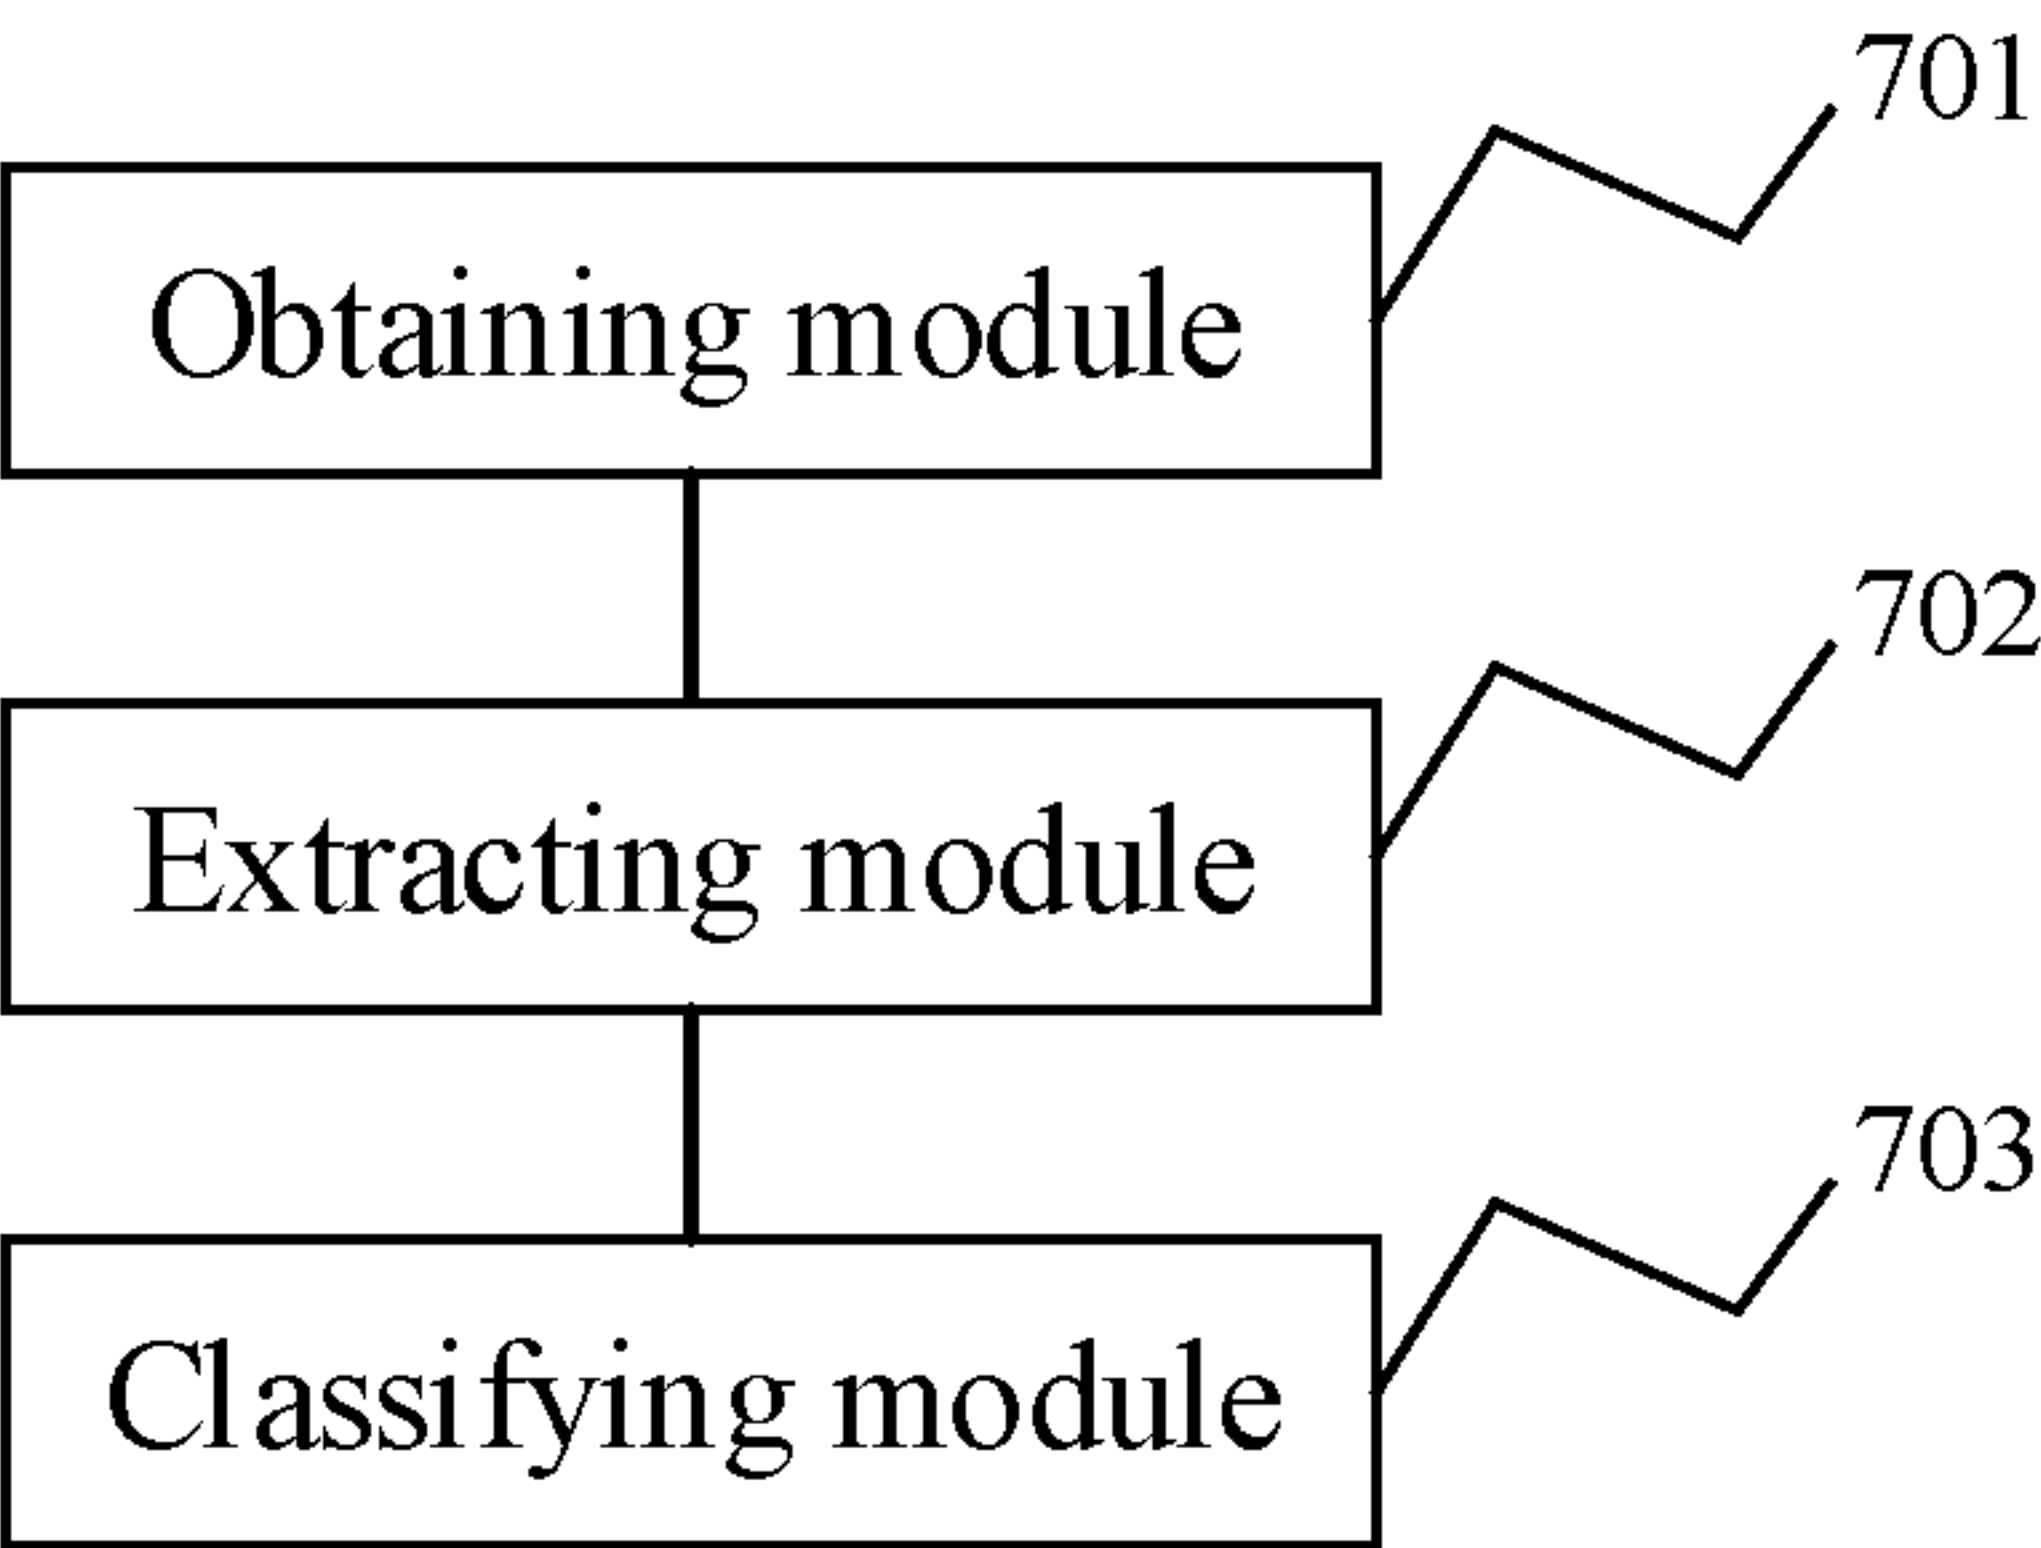 701
Obtaining module
702
Extracting module
703
Classifying module